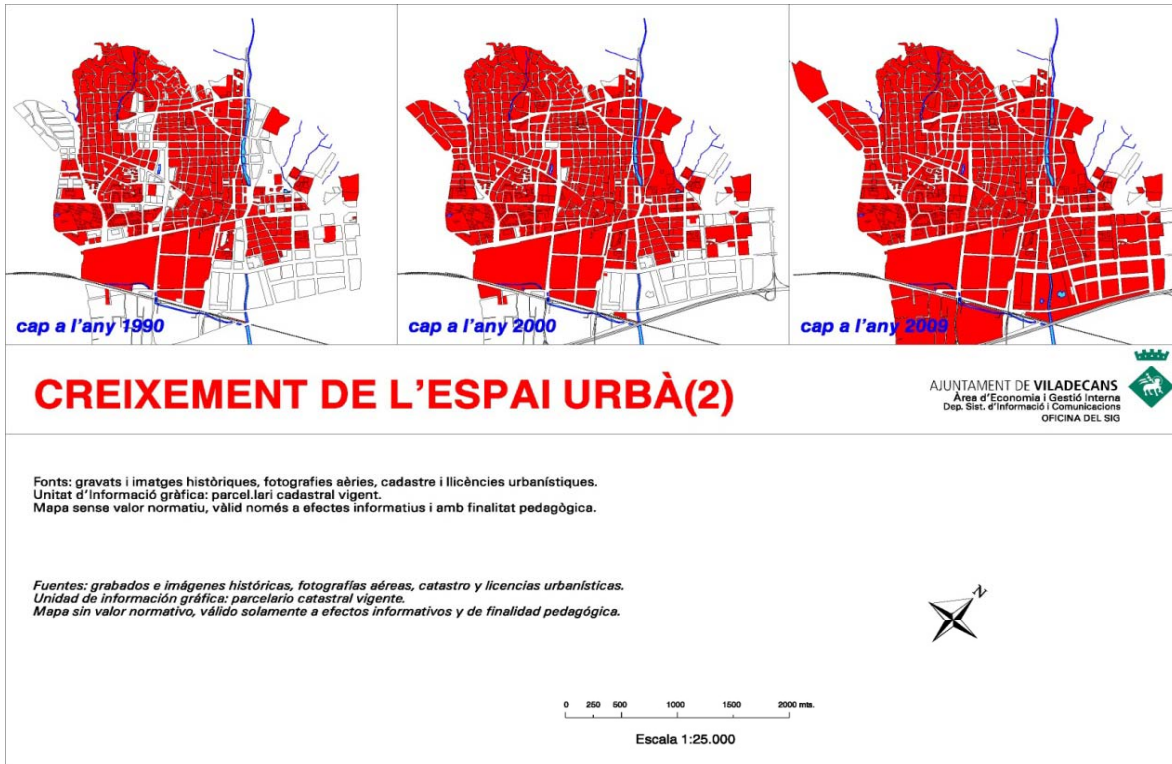 cap a l'any 1990
cap a l'any 2000
cap a l'any 2009
CREIXEMENT DE L'ESPAI URBÀ(2)
AJUNTAMENT DE VILADECANS
Àrea d'Economia i Gestió Interna
Dep. Sist. d'Informació i Comunicacions
OFICINA DEL SIG
Fonts: gravats i imatges històriques, fotografies aèries, cadastre i llicències urbanístiques.
Unitat d'Informació gràfica: parcel.lari cadastral vigent.
Mapa sense valor normatiu, vàlid només a efectes informatius i amb finalitat pedagògica.
Fuentes: grabados e imágenes históricas, fotografías aéreas, catastro y licencias urbanísticas.
Unidad de información gráfica: parcelario catastral vigente.
Mapa sin valor normativo, válido solamente a efectos informativos y de finalidad pedagógica.
N
0 250 500 1000 1500 2000 mts.
Escala 1:25.000